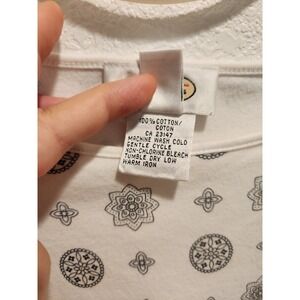 100% COTTON/
COTON
CA 23147
MACHINE WASH COLD
GENTLE CYCLE
NON-CHLORINE BLEACH
TUMBLE DRY LOW
WARM IRON